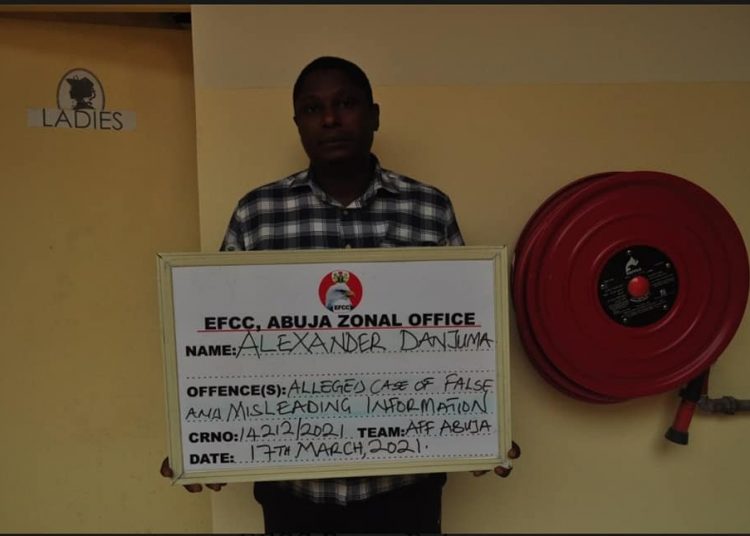 LADIES
EFCC
EFCC, ABUJA ZONAL OFFICE
NAME: ALEXANDER DANJUMA
OFFENCE(S): ALLEGED CASE OF FALSE
AND MISLEADING INFORMATION
CRNO: 14212/2021 TEAM: AFF ABUJA
DATE: 17TH MARCH, 2021.